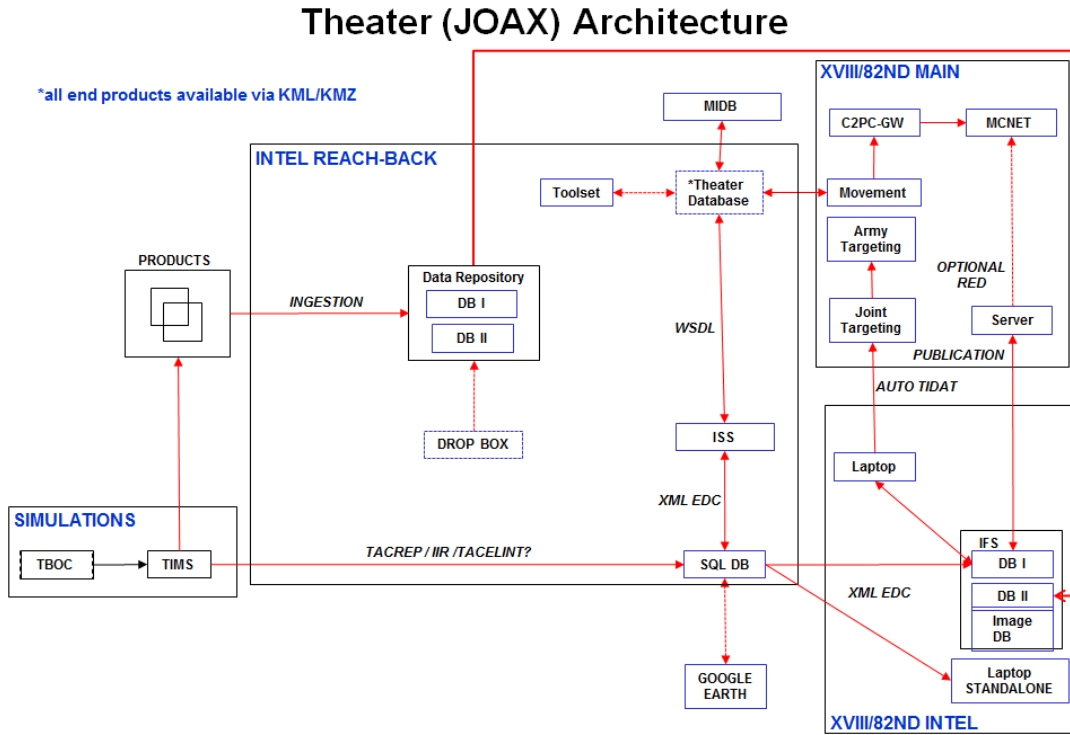 Theater (JOAX) Architecture
*all end products available via KML/KMZ
XVIII/82ND MAIN
MIDB
C2PC-GW
MCNET
INTEL REACH-BACK
Toolset
*Theater
Database
Movement
Army
Targeting
PRODUCTS
Data Repository
DB I
DB II
INGESTION
OPTIONAL
RED
Joint
Targeting
Server
WSDL
PUBLICATION
AUTO TIDAT
DROP BOX
ISS
Laptop
XML EDC
SIMULATIONS
TBOC
TIMS
TACREP / IIR /TACELINT?
SQL DB
IFS
DB I
DB II
Image
DB
XML EDC
GOOGLE
EARTH
Laptop
STANDALONE
XVIII/82ND INTEL